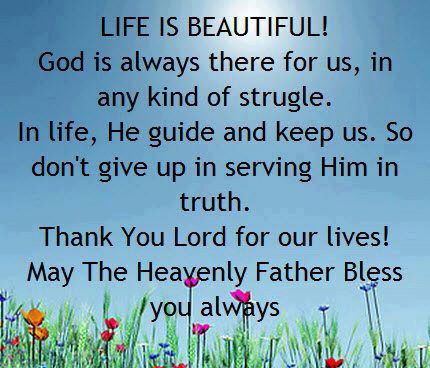 LIFE IS BEAUTIFUL!
God is always there for us, in
any kind of strugle.
In life, He guide and keep us. So
don't give up in serving Him in
truth.
Thank You Lord for our lives!
May The Heavenly Father Bless
you always